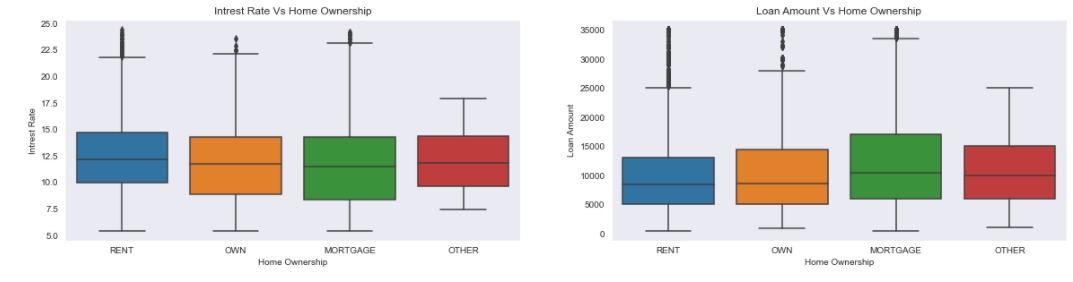 Intrest Rate Vs Home Ownership
25.0
22.5
20.0
17.5
15.0
12.5
10.0
7.5
5.0
Intrest Rate
RENT OWN MORTGAGE OTHER
Home Ownership
Loan Amount Vs Home Ownership
35000
30000
25000
20000
15000
10000
5000
0
Loan Amount
RENT OWN MORTGAGE OTHER
Home Ownership